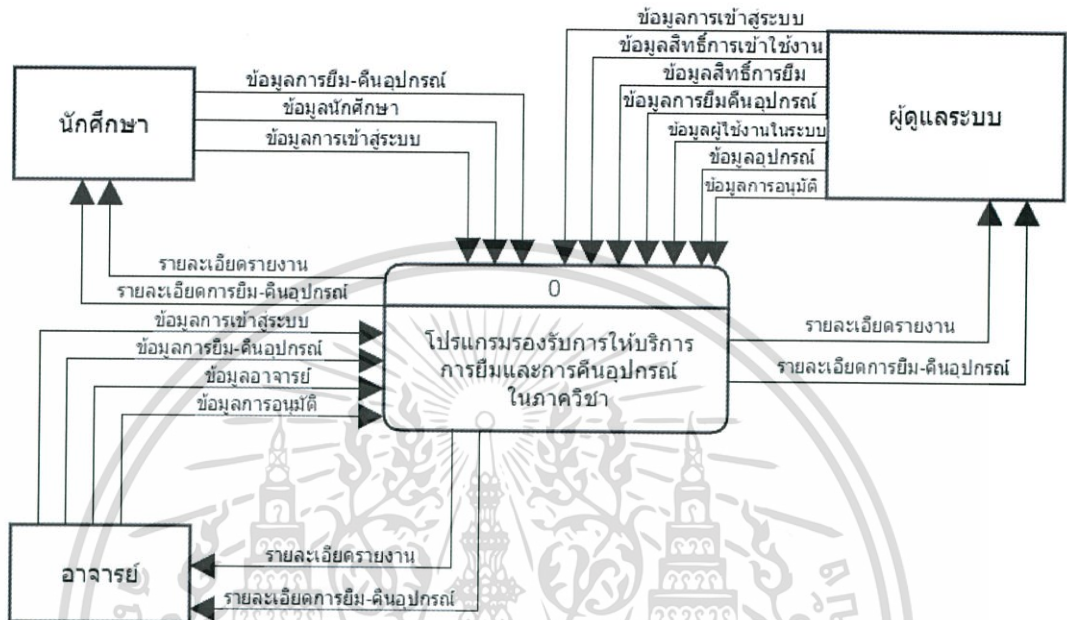 ข้อมูลการเข้าสู่ระบบ
ข้อมูลสิทธิ์การเข้าใช้งาน
ข้อมูลสิทธิ์การยืม
ข้อมูลการยืมคืนอุปกรณ์
ข้อมูลผู้ใช้งานในระบบ
ข้อมูลอุปกรณ์
ข้อมูลการอนุมัติ
ผู้ดูแลระบบ
นักศึกษา
ข้อมูลการยืม-คืนอุปกรณ์
ข้อมูลนักศึกษา
ข้อมูลการเข้าสู่ระบบ
รายละเอียดรายงาน
รายละเอียดการยืม-คืนอุปกรณ์
ข้อมูลการเข้าสู่ระบบ
ข้อมูลการยืม-คืนอุปกรณ์
ข้อมูลอาจารย์
ข้อมูลการอนุมัติ
0
โปรแกรมรองรับการให้บริการ
การยืมและการคืนอุปกรณ์
ในภาควิชา
รายละเอียดรายงาน
รายละเอียดการยืม-คืนอุปกรณ์
อาจารย์
รายละเอียดรายงาน
รายละเอียดการยืม-คืนอุปกรณ์